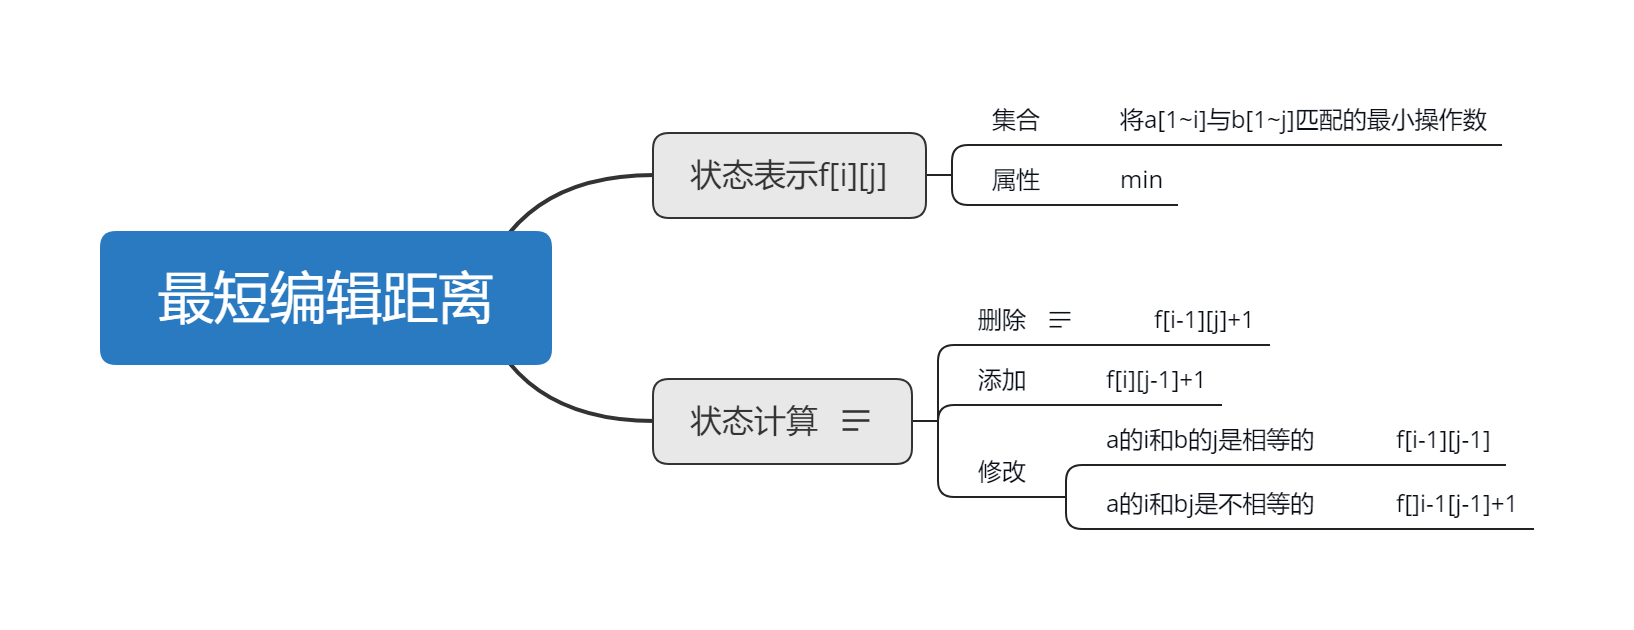 最短编辑距离
状态表示f[i][j]
集合 将a[1~i]与b[1~j]匹配的最小操作数
属性 min
状态计算
删除 f[i-1][j]+1
添加 f[i][j-1]+1
修改
a的i和b的j是相等的 f[i-1][j-1]
a的i和bj是不相等的 f[]i-1[j-1]+1